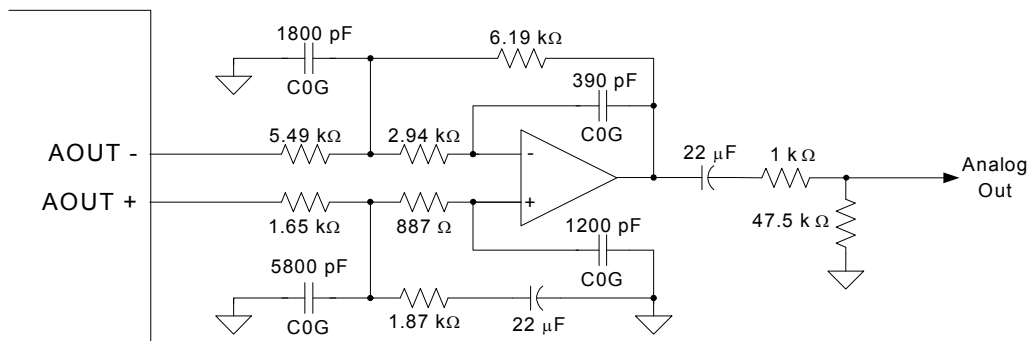 1800 pF
C0G
6.19 kΩ
390 pF
C0G
AOUT -
5.49 kΩ
2.94 kΩ
-
22 µF
1 kΩ
Analog
Out
AOUT +
1.65 kΩ
887 Ω
+
1200 pF
C0G
47.5 k Ω
5800 pF
C0G
1.87 kΩ
22 µF